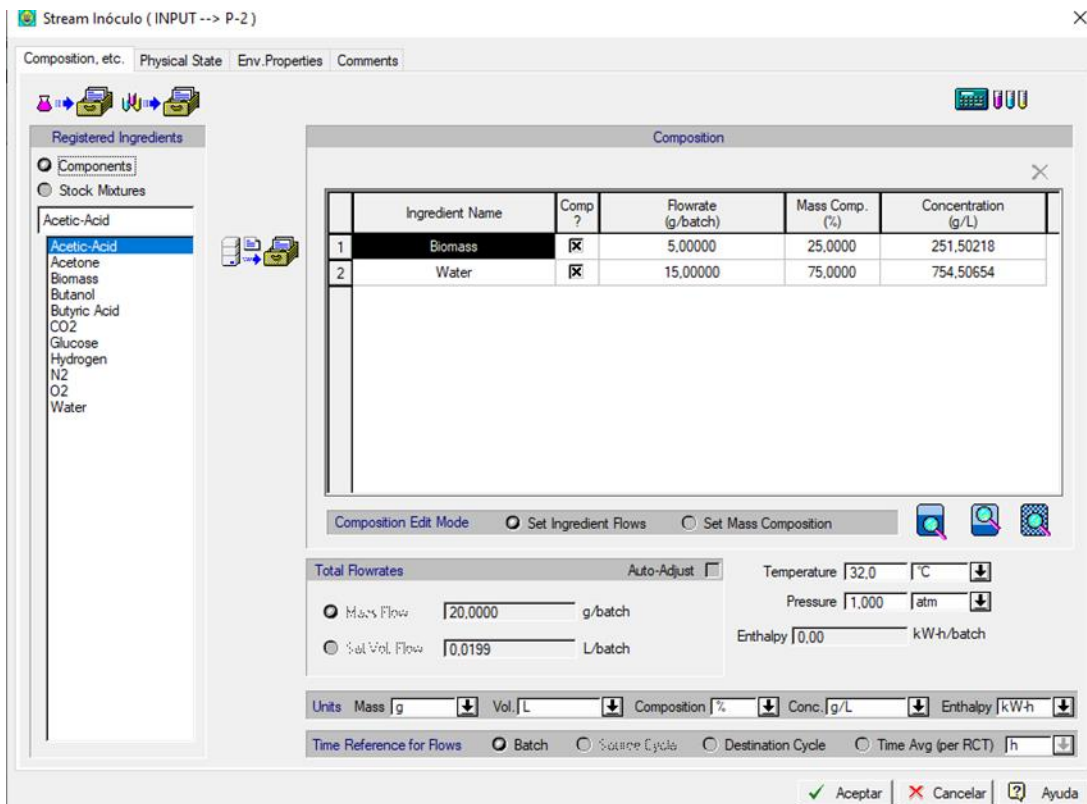 Stream Inóculo ( INPUT --> P-2 )
Composition, etc. Physical State Env.Properties Comments
Registered Ingredients
Components
Stock Mixtures
Acetic-Acid
Acetic-Acid
Acetone
Biomass
Butanol
Butyric Acid
CO2
Glucose
Hydrogen
N2
O2
Water
Composition
Ingredient Name Comp ? Flowrate (g/batch) Mass Comp. (%) Concentration (g/L)
1 Biomass 5,00000 25,0000 251,50218
2 Water 15,00000 75,0000 754,50654
Composition Edit Mode Set Ingredient Flows Set Mass Composition
Total Flowrates Auto-Adjust
Mass Flow 20,0000 g/batch
Set Vol. Flow 0,0199 L/batch
Temperature 32,0 °C
Pressure 1,000 atm
Enthalpy 0,00 kW-h/batch
Units Mass g Vol. L Composition % Conc. g/L Enthalpy kW-h
Time Reference for Flows Batch Source Cycle Destination Cycle Time Avg (per RCT) h
Aceptar Cancelar Ayuda